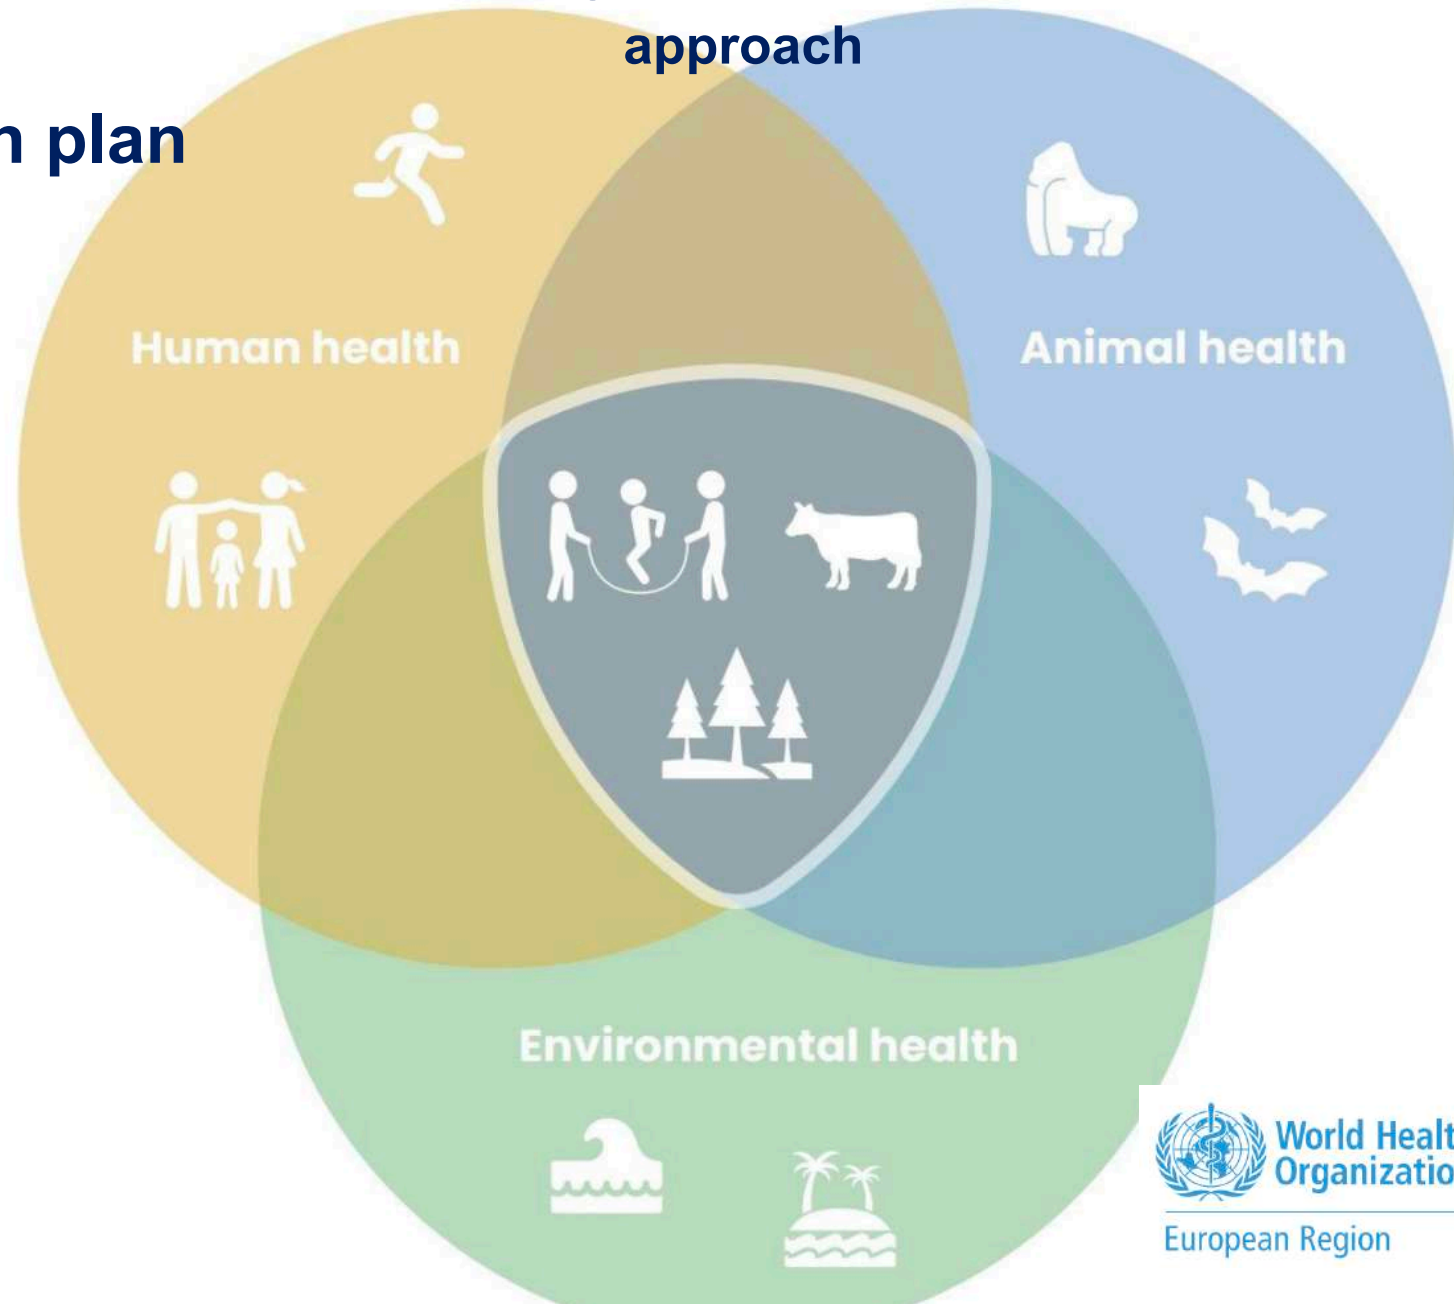 approach
n plan
Human health
Animal health
Environmental health
World Healt
Organizatio
European Region